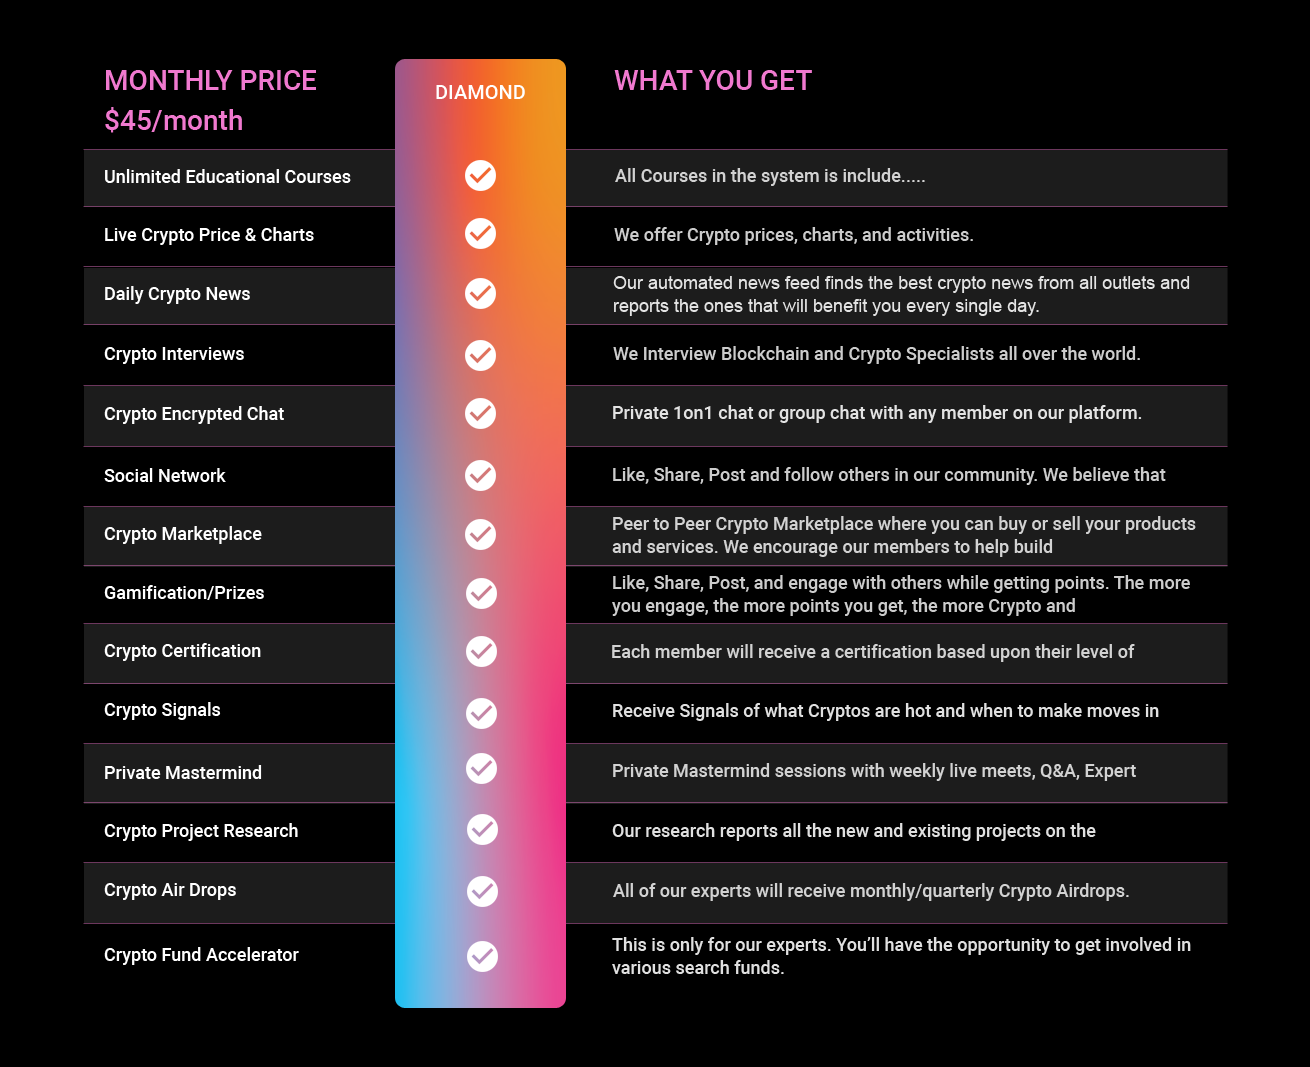 MONTHLY PRICE
$45/month
DIAMOND
WHAT YOU GET
Unlimited Educational Courses
All Courses in the system is include.....
Live Crypto Price & Charts
We offer Crypto prices, charts, and activities.
Daily Crypto News
Our automated news feed finds the best crypto news from all outlets and
reports the ones that will benefit you every single day.
Crypto Interviews
We Interview Blockchain and Crypto Specialists all over the world.
Crypto Encrypted Chat
Private 1on1 chat or group chat with any member on our platform.
Social Network
Like, Share, Post and follow others in our community. We believe that
Crypto Marketplace
Peer to Peer Crypto Marketplace where you can buy or sell your products
and services. We encourage our members to help build
Gamification/Prizes
Like, Share, Post, and engage with others while getting points. The more
you engage, the more points you get, the more Crypto and
Crypto Certification
Each member will receive a certification based upon their level of
Crypto Signals
Receive Signals of what Cryptos are hot and when to make moves in
Private Mastermind
Private Mastermind sessions with weekly live meets, Q&A, Expert
Crypto Project Research
Our research reports all the new and existing projects on the
Crypto Air Drops
All of our experts will receive monthly/quarterly Crypto Airdrops.
Crypto Fund Accelerator
This is only for our experts. You’ll have the opportunity to get involved in
various search funds.